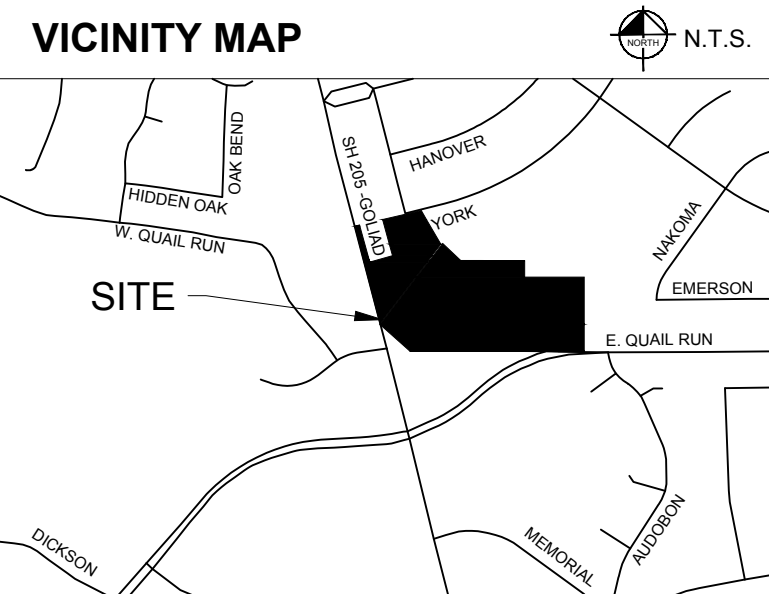 VICINITY MAP
NORTH
N.T.S.
OAK BEND
SH 205 -GOLIAD
HANOVER
HIDDEN OAK
YORK
W. QUAIL RUN
NAKOMA
SITE
EMERSON
E. QUAIL RUN
DICKSON
MEMORIAL
AUDOBON